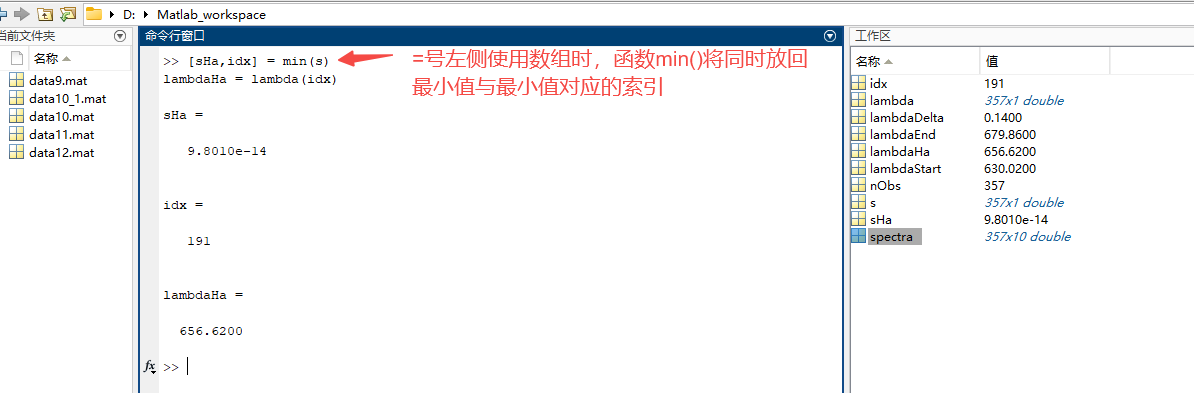 D:
Matlab_workspace
当前文件夹
名称
data9.mat
data10_1.mat
data10.mat
data11.mat
data12.mat
命令行窗口
>> [sHa,idx] = min(s)
lambdaHa = lambda(idx)
=号左侧使用数组时，函数min()将同时放回
最小值与最小值对应的索引
sHa =
9.8010e-14
idx =
191
lambdaHa =
656.6200
fx >>
工作区
名称 值
idx 191
lambda 357x1 double
lambdaDelta 0.1400
lambdaEnd 679.8600
lambdaHa 656.6200
lambdaStart 630.0200
nObs 357
s 357x1 double
sHa 9.8010e-14
spectra 357x10 double